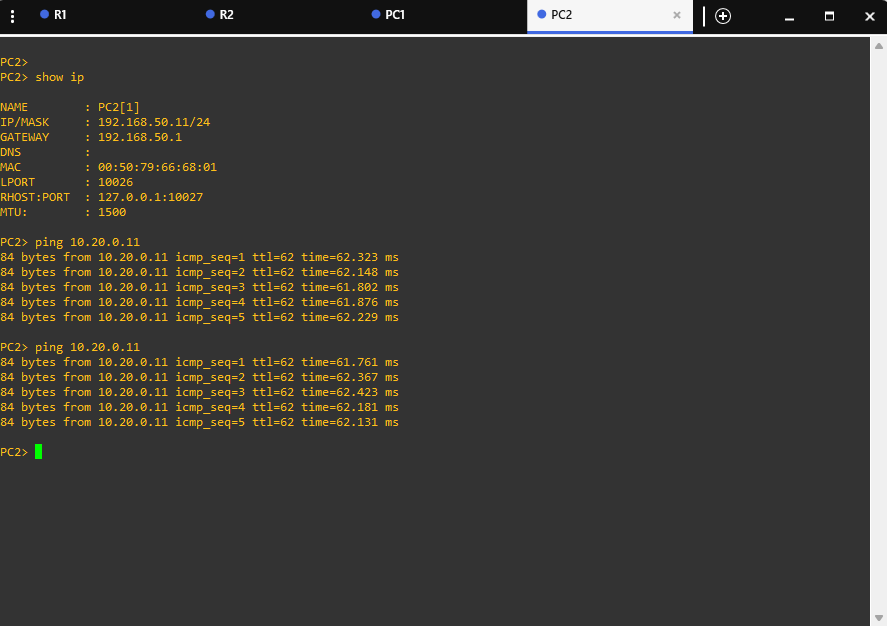 R1 R2 PC1 PC2
PC2>
PC2> show ip
NAME : PC2[1]
IP/MASK : 192.168.50.11/24
GATEWAY : 192.168.50.1
DNS :
MAC : 00:50:79:66:68:01
LPORT : 10026
RHOST:PORT : 127.0.0.1:10027
MTU: : 1500
PC2> ping 10.20.0.11
84 bytes from 10.20.0.11 icmp_seq=1 ttl=62 time=62.323 ms
84 bytes from 10.20.0.11 icmp_seq=2 ttl=62 time=62.148 ms
84 bytes from 10.20.0.11 icmp_seq=3 ttl=62 time=61.802 ms
84 bytes from 10.20.0.11 icmp_seq=4 ttl=62 time=61.876 ms
84 bytes from 10.20.0.11 icmp_seq=5 ttl=62 time=62.229 ms
PC2> ping 10.20.0.11
84 bytes from 10.20.0.11 icmp_seq=1 ttl=62 time=61.761 ms
84 bytes from 10.20.0.11 icmp_seq=2 ttl=62 time=62.367 ms
84 bytes from 10.20.0.11 icmp_seq=3 ttl=62 time=62.423 ms
84 bytes from 10.20.0.11 icmp_seq=4 ttl=62 time=62.181 ms
84 bytes from 10.20.0.11 icmp_seq=5 ttl=62 time=62.131 ms
PC2>